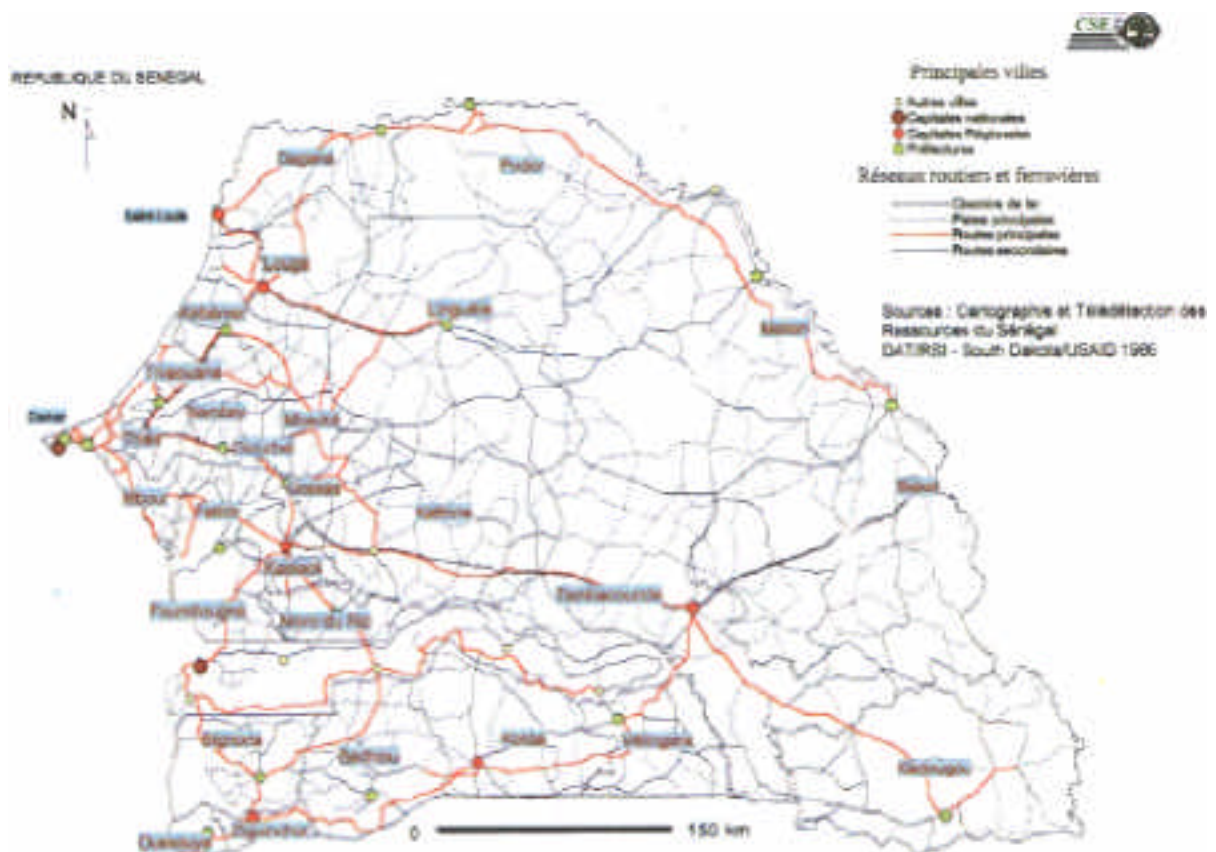 CSE
REPUBLIQUE DU SENEGAL
N
Principales villes
Autres villes
Capitales nationales
Capitales Régionales
Préfectures
Réseaux routiers et ferrovières
Chemins de fer
Pistes principales
Routes principales
Routes secondaires
Sources : Cartographie et Télédétection des
Ressources du Sénégal
DAT/RSI - South Dakota/USAID 1986
Dagana
Podor
Saint Louis
Louga
Kébémer
Linguère
Matam
Tivaouane
Bambey
Mbacké
Dakar
Thiès
Diourbel
Gossas
Mbour
Fatick
Kaffrine
Bakel
Kaolack
Tambacounda
Foundiougne
Nioro du Rip
Bignona
Sédhiou
Kolda
Vélingara
Kédougou
Oussouye
Ziguinchor
0 150 km